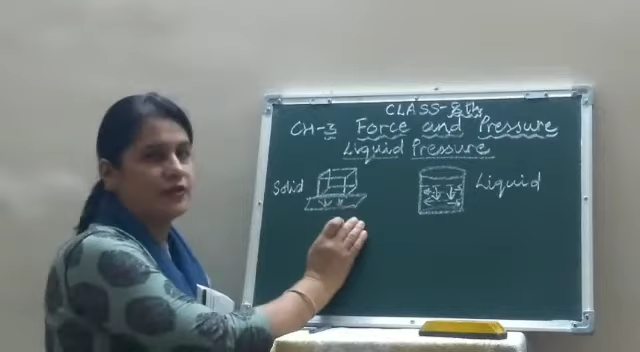 CLASS-8th
CH-3 Force and Pressure
Liquid Pressure
Solid
Liquid